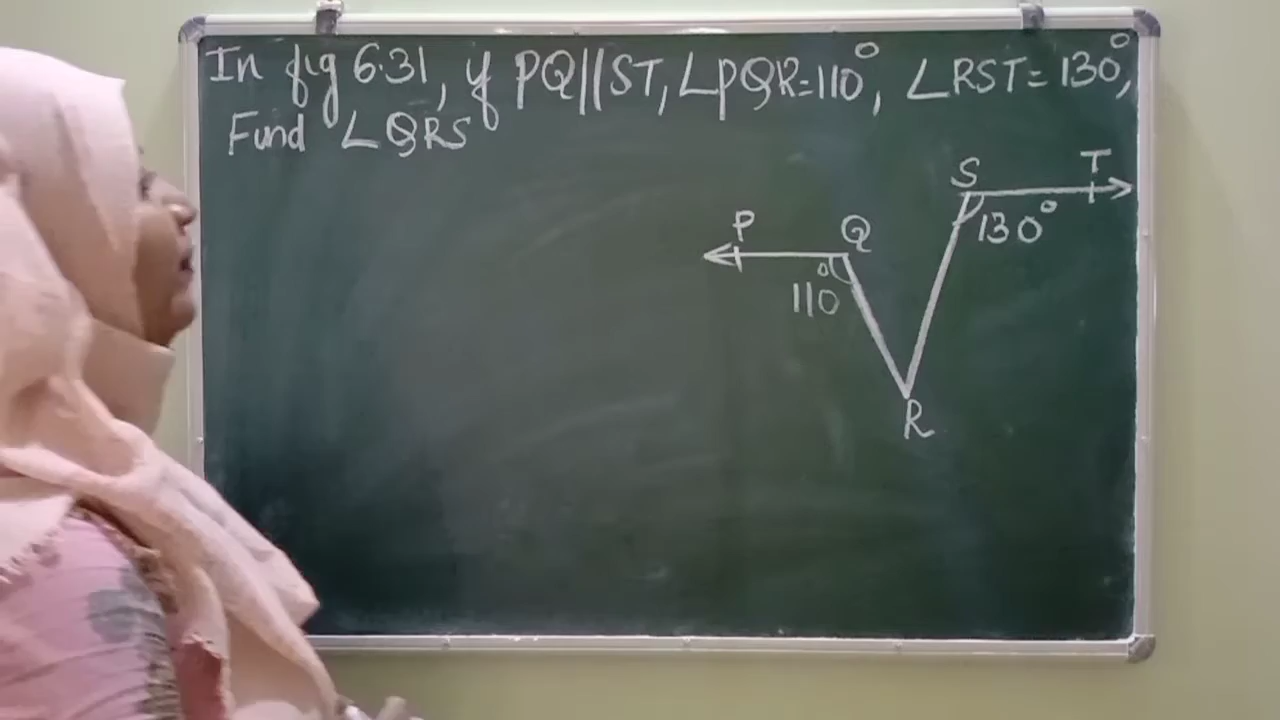 In fig 6.31, if PQ||ST, ∠PQR=110°, ∠RST=130°,
Find ∠QRS
S T
130°
P Q
110°
R